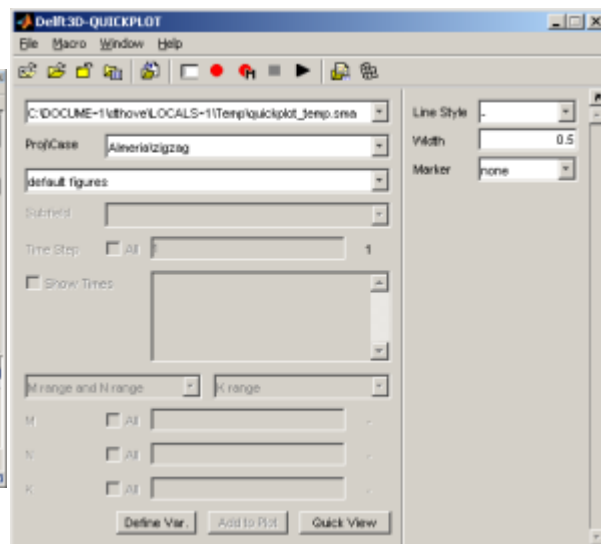 Delft3D-QUICKPLOT
File Macro Window Help
C:\DOCUME~1\dthove\LOCALS~1\Temp\quickplot_temp.sma
Proj\Case Almeria\zigzag
default figures
Subfield
Time Step All 1 1
Show Times
M range and N range K range
M All -
N All -
K All -
Define Var. Add to Plot Quick View
Line Style -
Width 0.5
Marker none